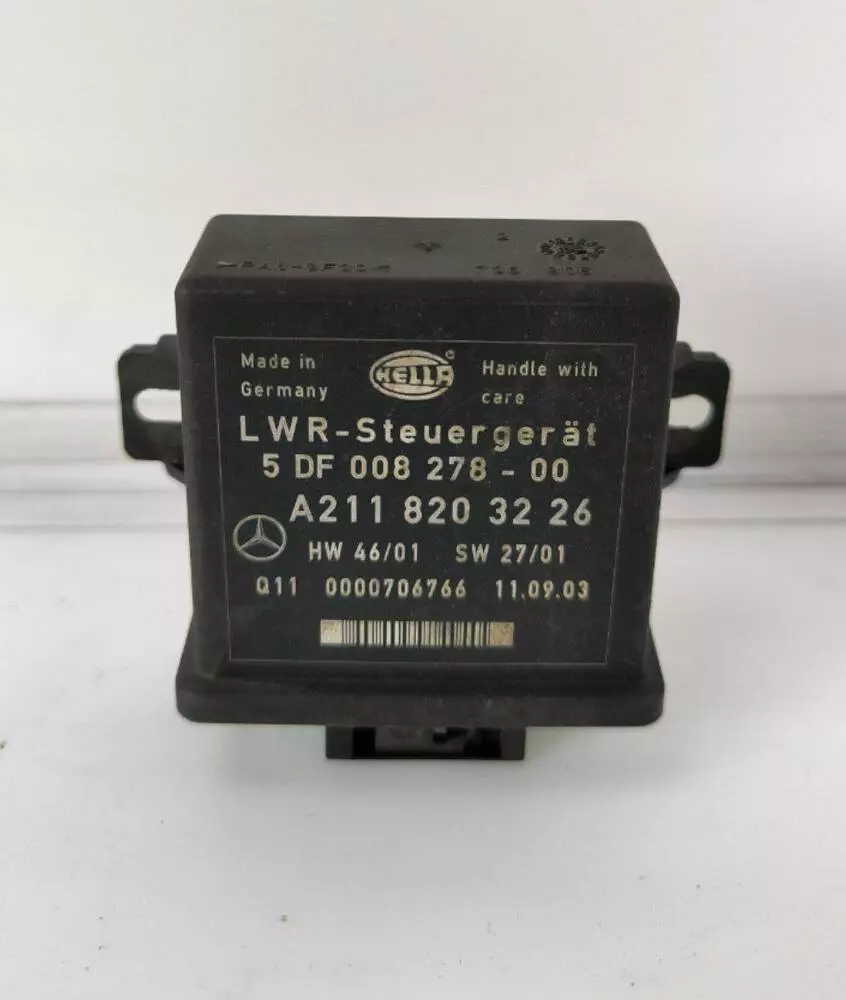 Made in
Germany
HELLA
Handle with
care
LWR-Steuergerät
5 DF 008 278 - 00
A211 820 32 26
HW 46/01 SW 27/01
Q11 0000706766 11.09.03